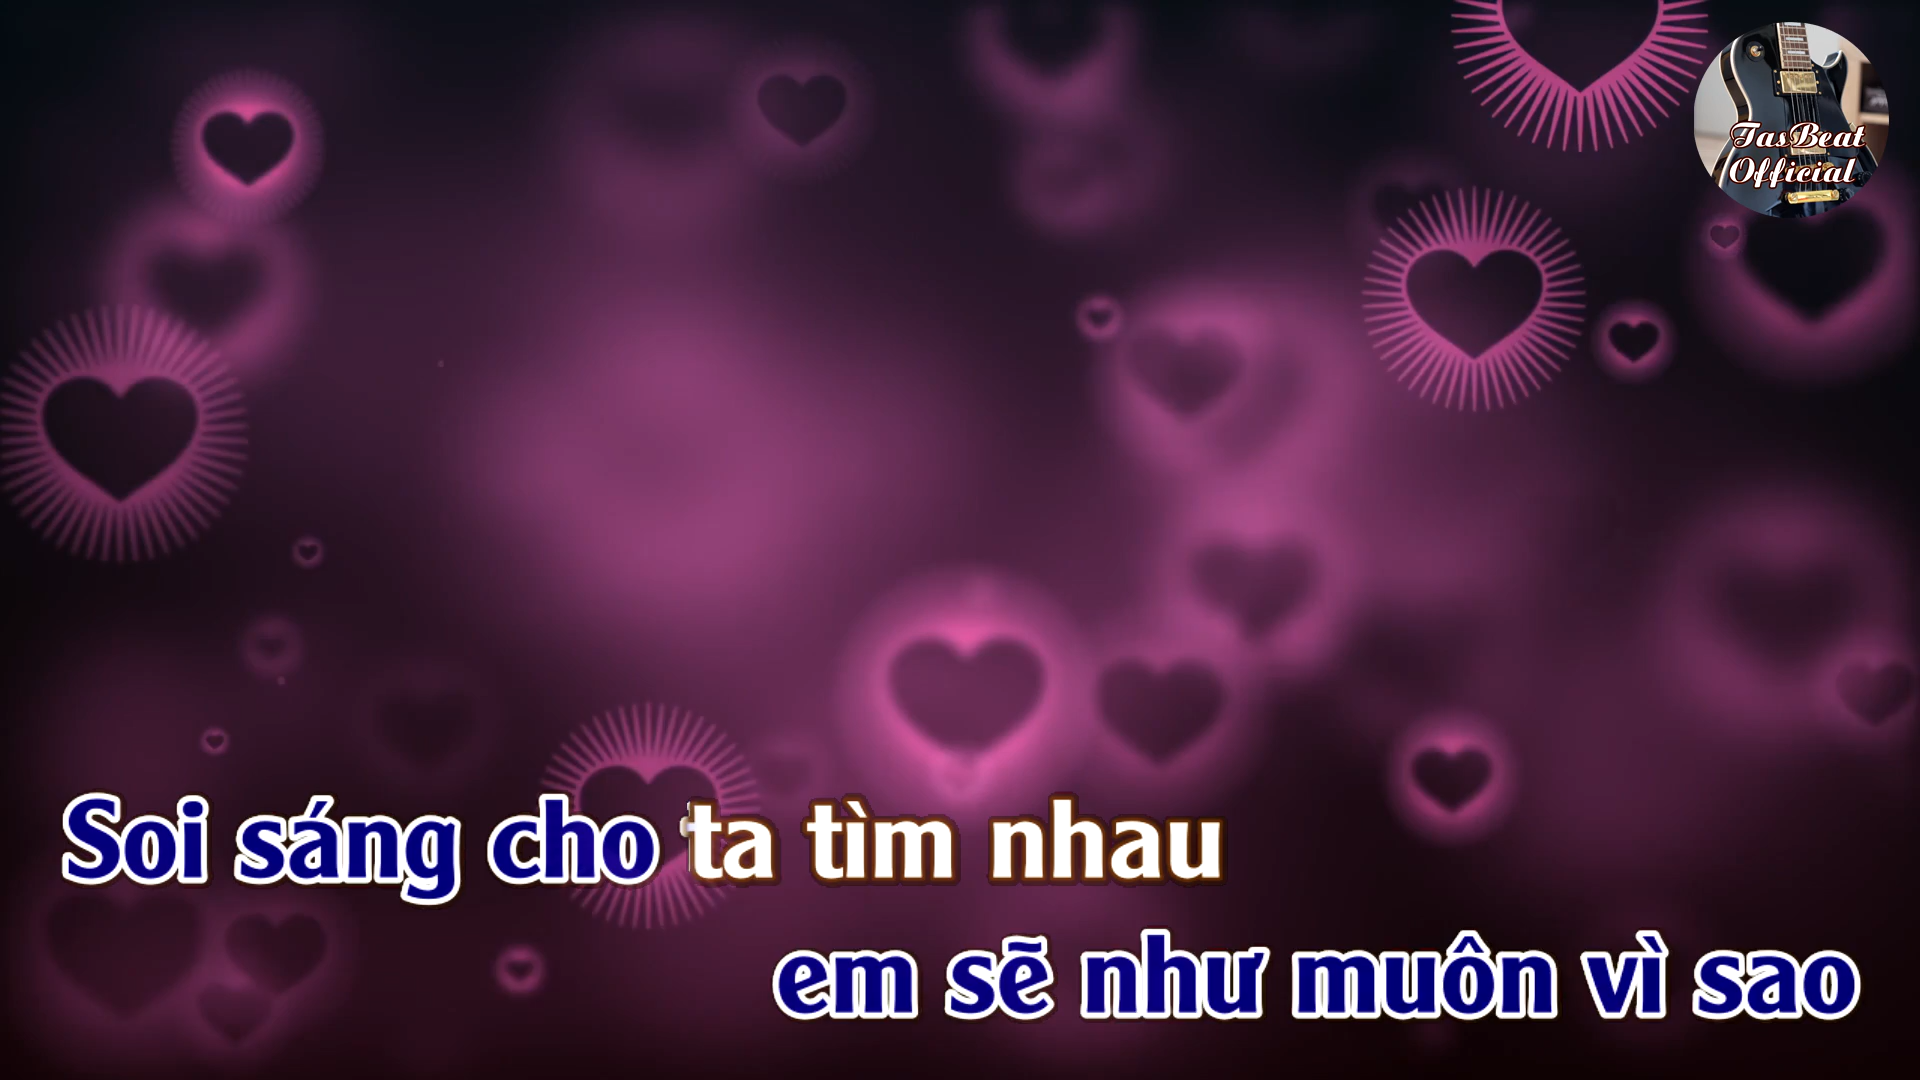 TasBeat
Official
Soi sáng cho ta tìm nhau
em sẽ như muôn vì sao